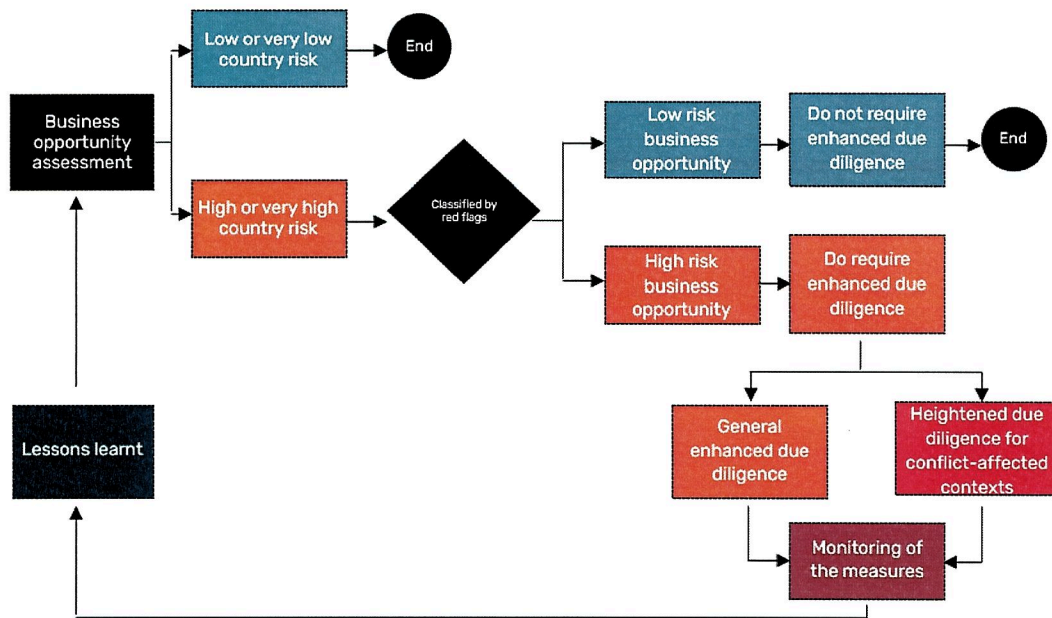 Low or very low
country risk
End
Business
opportunity
assessment
High or very high
country risk
Classified by
red flags
Low risk
business
opportunity
Do not require
enhanced due
diligence
End
High risk
business
opportunity
Do require
enhanced due
diligence
Lessons learnt
General
enhanced due
diligence
Heightened due
diligence for
conflict-affected
contexts
Monitoring of
the measures